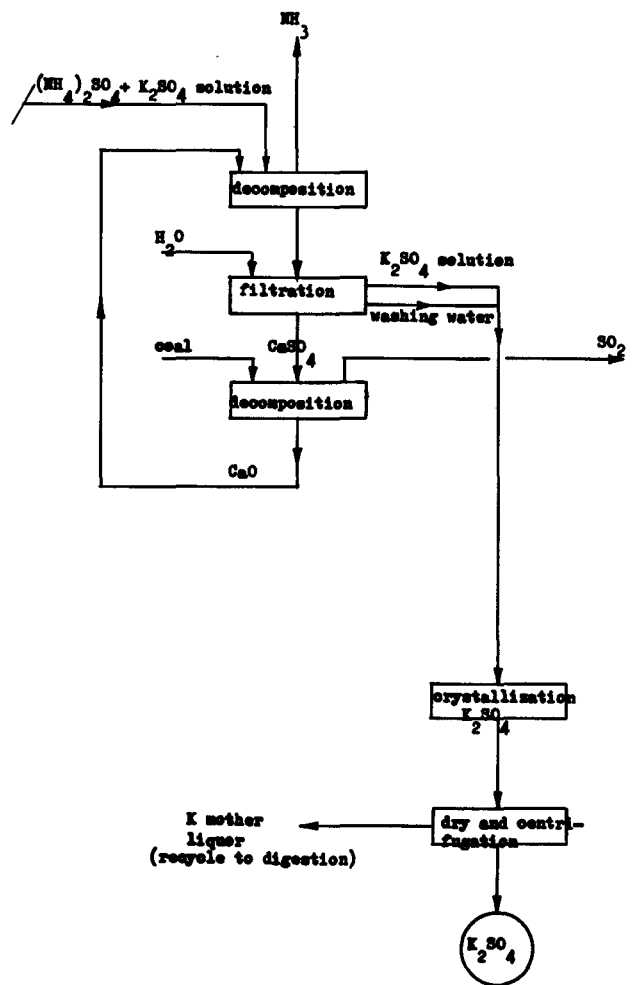 NH3
(NH4)2SO4+ K2SO4 solution
decomposition
H2O
K2SO4 solution
filtration
washing water
coal
CaSO4
SO2
decomposition
CaO
crystallization
K2SO4
K mother
liquer
(recycle to digestion)
dry and centri-
fugation
K2SO4